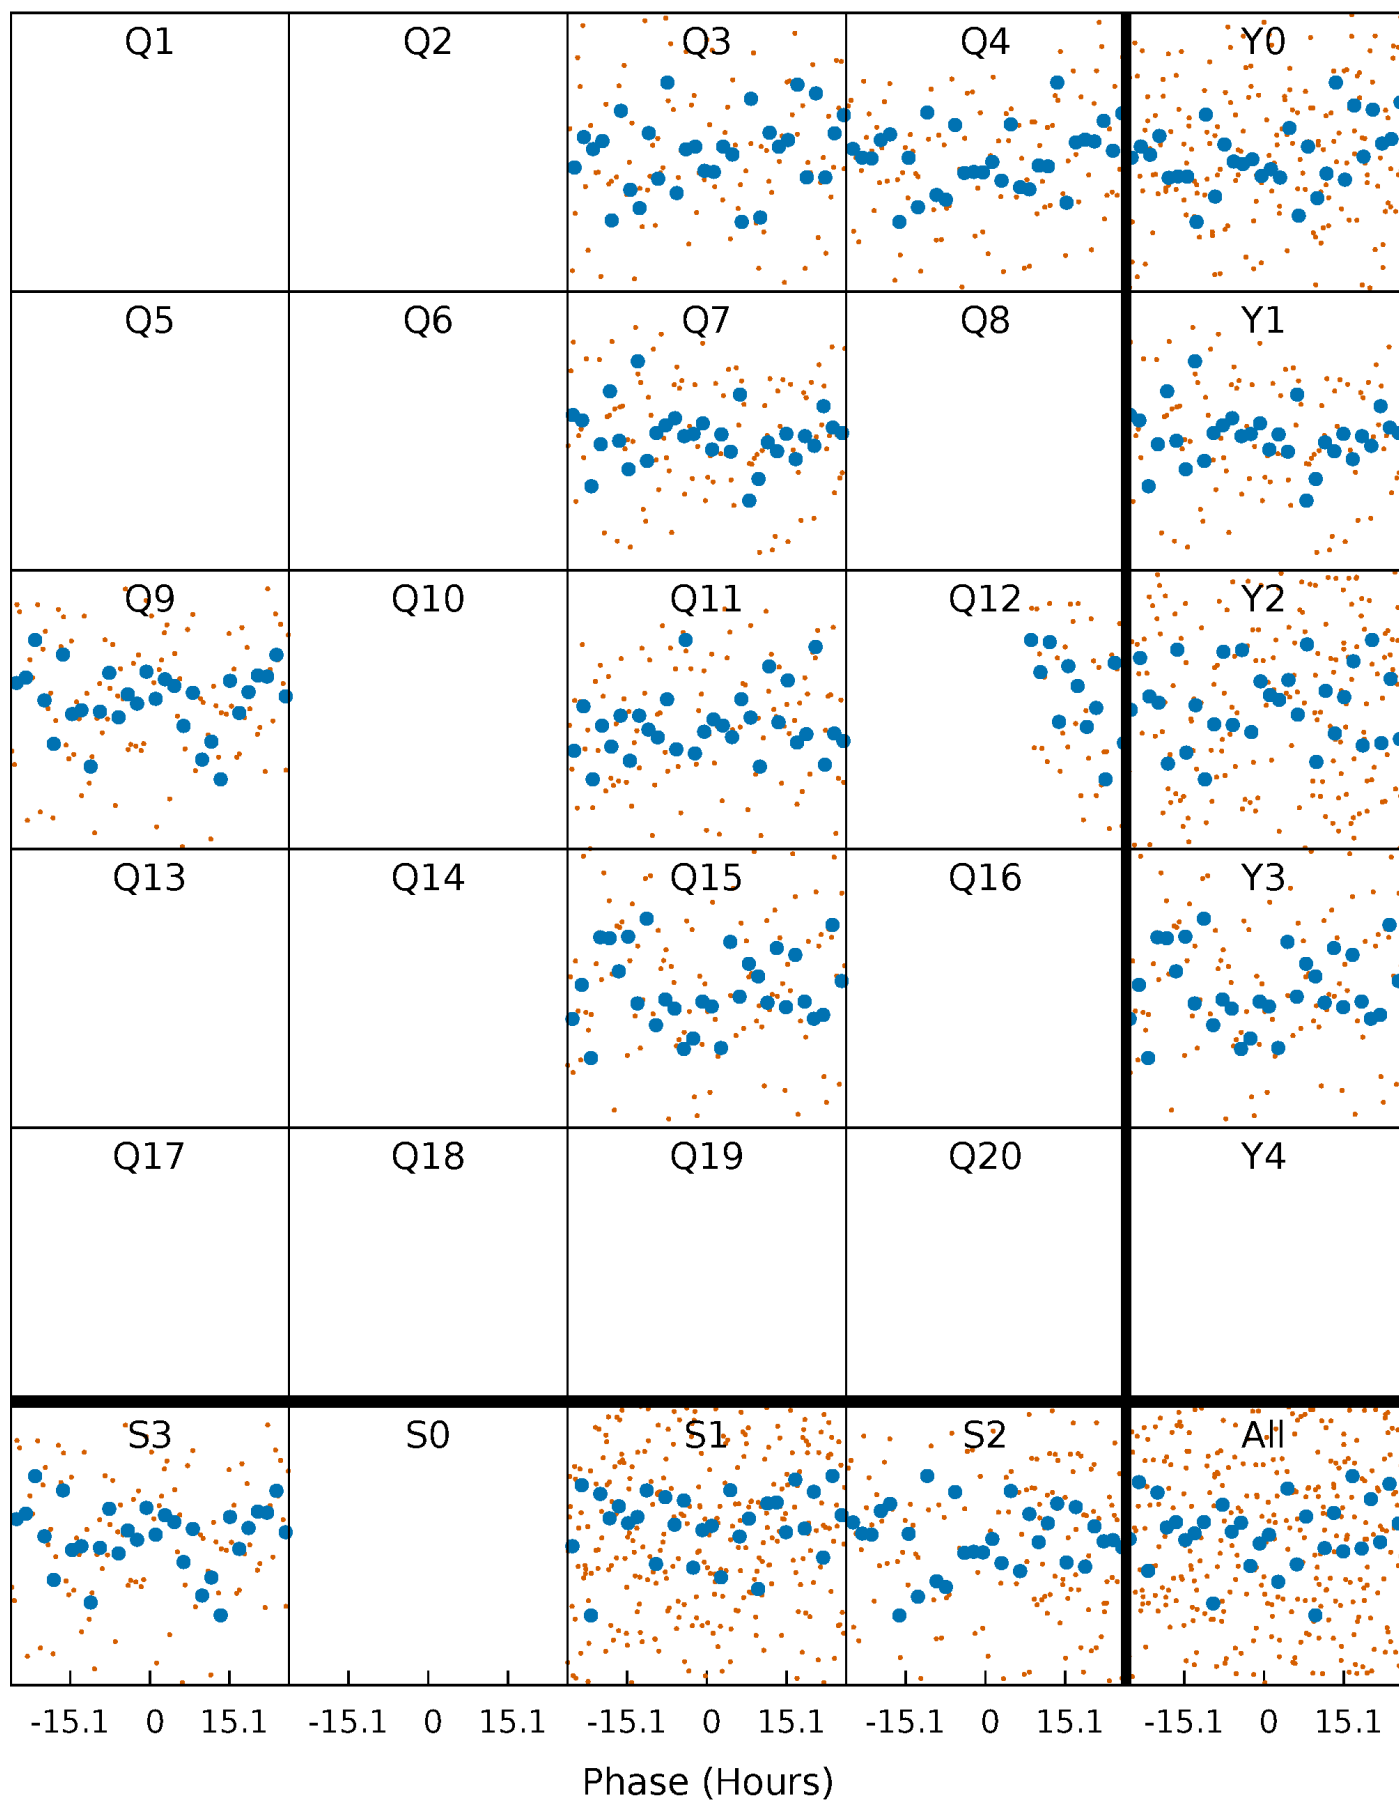 Q1 Q2 Q3 Q4 Y0
Q5 Q6 Q7 Q8 Y1
Q9 Q10 Q11 Q12 Y2
Q13 Q14 Q15 Q16 Y3
Q17 Q18 Q19 Q20 Y4
S3 S0 S1 S2 All
-15.1 0 15.1 -15.1 0 15.1 -15.1 0 15.1 -15.1 0 15.1 -15.1 0 15.1
Phase (Hours)